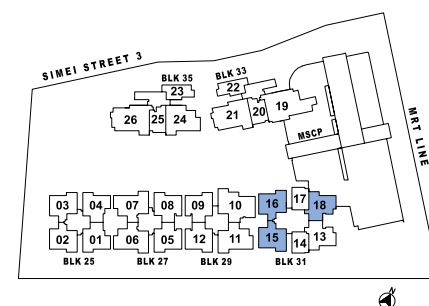 SIMEI STREET 3
BLK 35
BLK 33
23
22
26 25 24
21 20 19
MSCP
MRT LINE
03 04 07 08 09 10 16 17 18
02 01 06 05 12 11 15 14 13
BLK 25 BLK 27 BLK 29 BLK 31